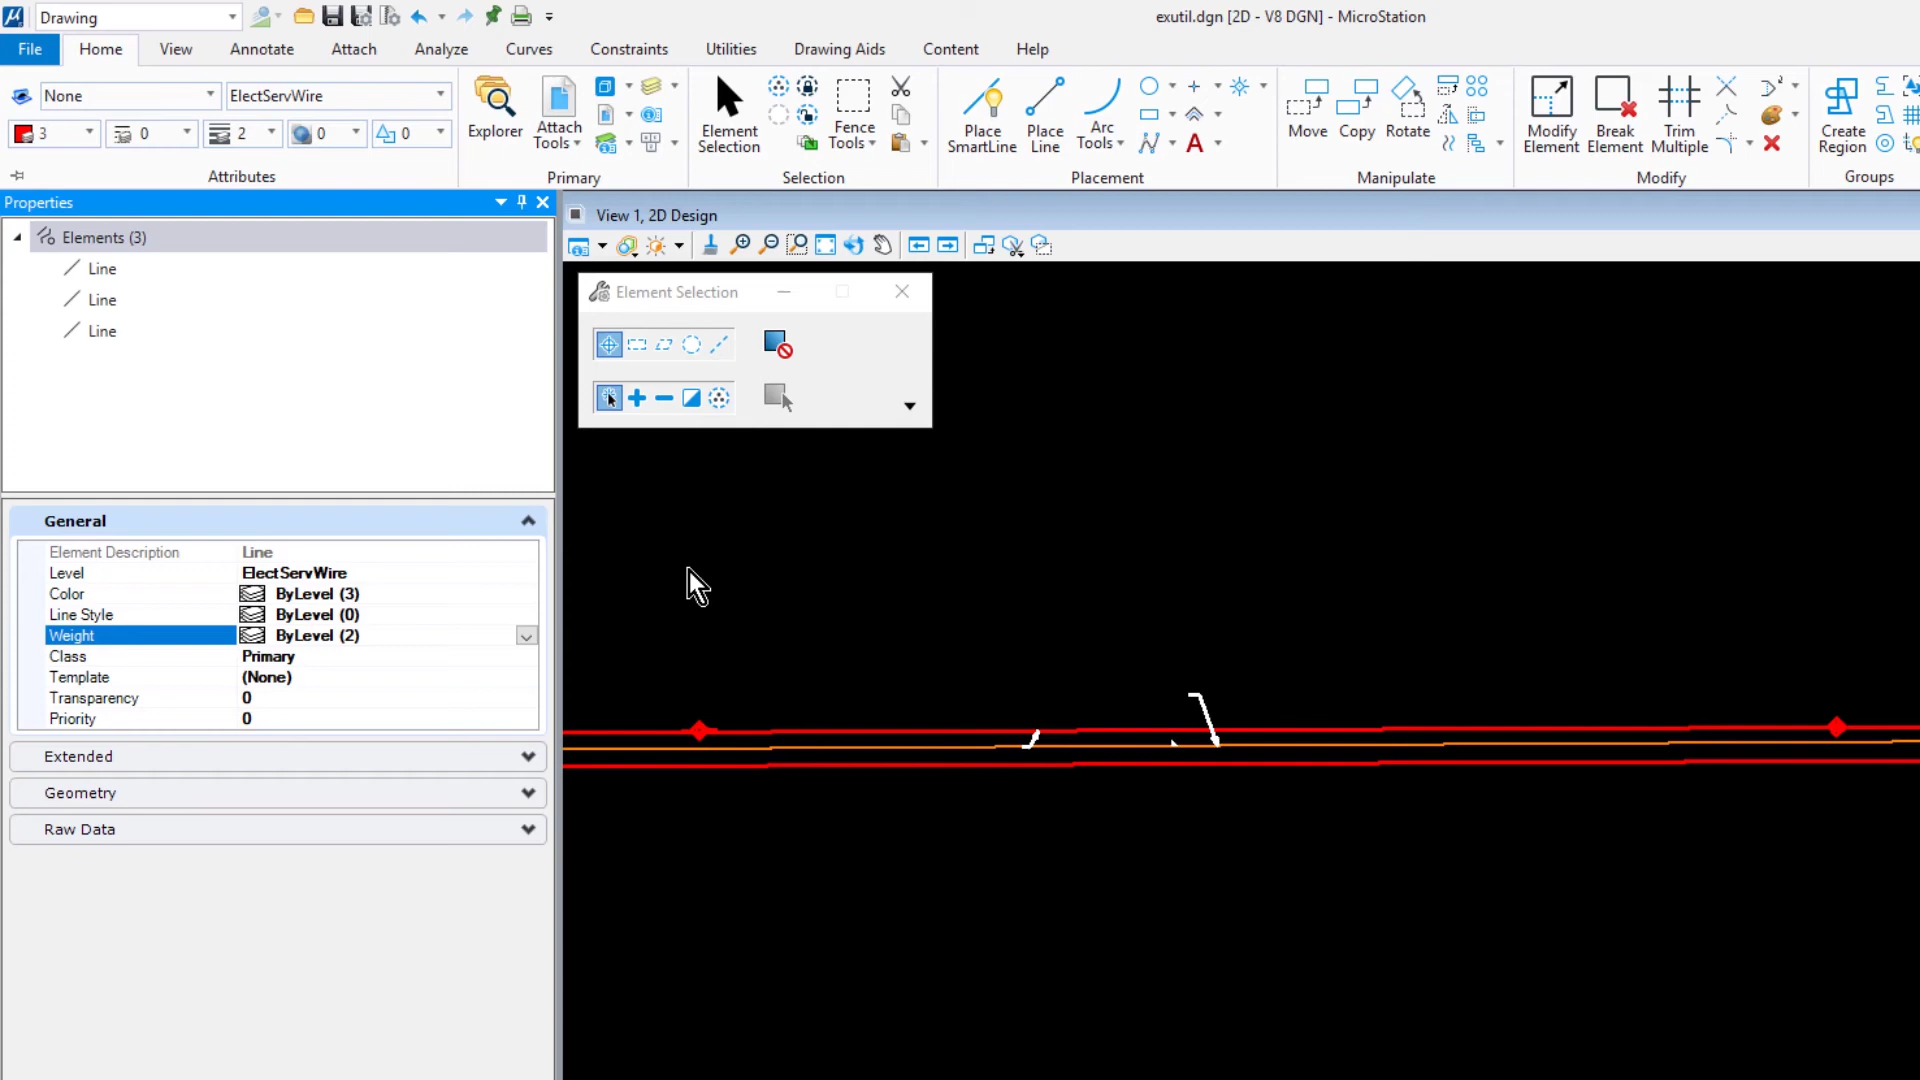 Drawing
exutil.dgn [2D - V8 DGN] - MicroStation
File Home View Annotate Attach Analyze Curves Constraints Utilities Drawing Aids Content Help
None ElectServWire
3 0 2 0 0
Attributes
Explorer
Attach Tools
Primary
Element Selection
Fence Tools
Selection
Place SmartLine
Place Line
Arc Tools
Placement
Move Copy Rotate
Manipulate
Modify Element
Break Element
Trim Multiple
Modify
Create Region
Groups
Properties
Elements (3)
Line
Line
Line
View 1, 2D Design
Element Selection
General
Element Description Line
Level ElectServWire
Color ByLevel (3)
Line Style ByLevel (0)
Weight ByLevel (2)
Class Primary
Template (None)
Transparency 0
Priority 0
Extended
Geometry
Raw Data